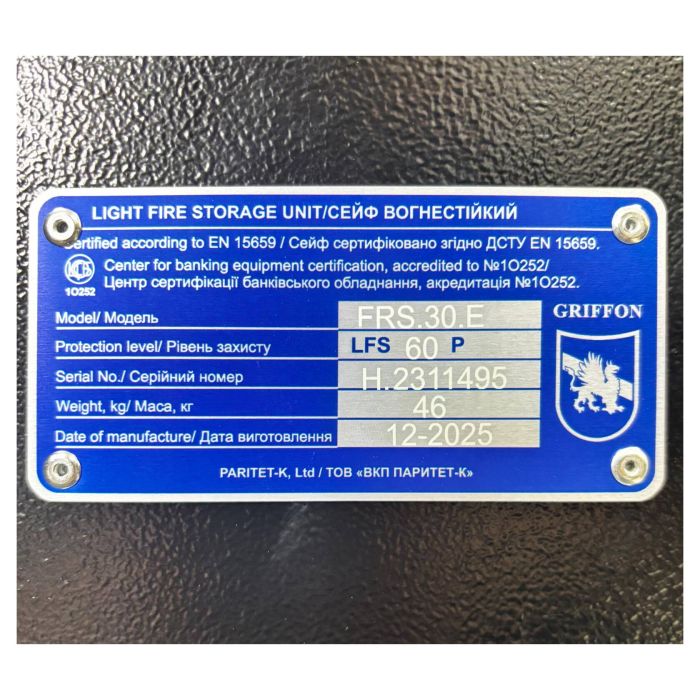 LIGHT FIRE STORAGE UNIT/СЕЙФ ВОГНЕСТІЙКИЙ
Certified according to EN 15659 / Сейф сертифіковано згідно ДСТУ EN 15659.
Center for banking equipment certification, accredited to №1О252/
Центр сертифікації банківського обладнання, акредитація №1О252.
1О252
Model/ Модель FRS.30.E
Protection level/ Рівень захисту LFS 60 P
Serial No./ Серійний номер H.2311495
Weight, kg/ Маса, кг 46
Date of manufacture/ Дата виготовлення 12-2025
GRIFFON
PARITET-K, Ltd / ТОВ «ВКП ПАРИТЕТ-К»